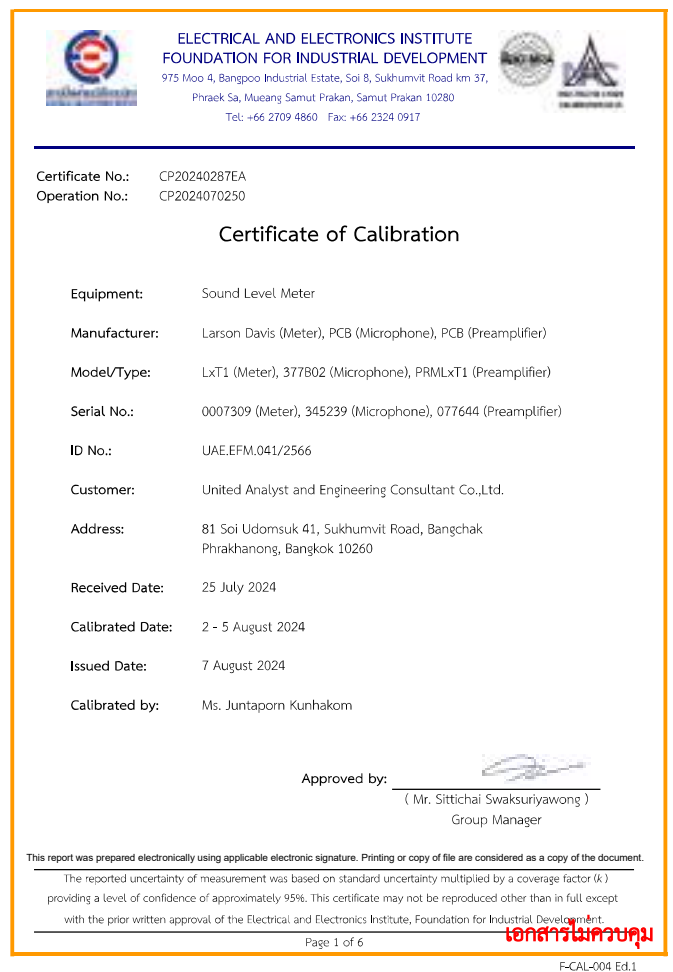 ELECTRICAL AND ELECTRONICS INSTITUTE
FOUNDATION FOR INDUSTRIAL DEVELOPMENT
975 Moo 4, Bangpoo Industrial Estate, Soi 8, Sukhumvit Road km 37,
Phraek Sa, Mueang Samut Prakan, Samut Prakan 10280
Tel: +66 2709 4860 Fax: +66 2324 0917
Certificate No.: CP20240287EA
Operation No.: CP2024070250
Certificate of Calibration
Equipment: Sound Level Meter
Manufacturer: Larson Davis (Meter), PCB (Microphone), PCB (Preamplifier)
Model/Type: LxT1 (Meter), 377B02 (Microphone), PRMLxT1 (Preamplifier)
Serial No.: 0007309 (Meter), 345239 (Microphone), 077644 (Preamplifier)
ID No.: UAE.EFM.041/2566
Customer: United Analyst and Engineering Consultant Co.,Ltd.
Address: 81 Soi Udomsuk 41, Sukhumvit Road, Bangchak
Phrakhanong, Bangkok 10260
Received Date: 25 July 2024
Calibrated Date: 2 - 5 August 2024
Issued Date: 7 August 2024
Calibrated by: Ms. Juntaporn Kunhakom
Approved by:
( Mr. Sittichai Swaksuriyawong )
Group Manager
This report was prepared electronically using applicable electronic signature. Printing or copy of file are considered as a copy of the document.
The reported uncertainty of measurement was based on standard uncertainty multiplied by a coverage factor (k )
providing a level of confidence of approximately 95%. This certificate may not be reproduced other than in full except
with the prior written approval of the Electrical and Electronics Institute, Foundation for Industrial Development.
เอกสารไม่ควบคุม
Page 1 of 6
F-CAL-004 Ed.1